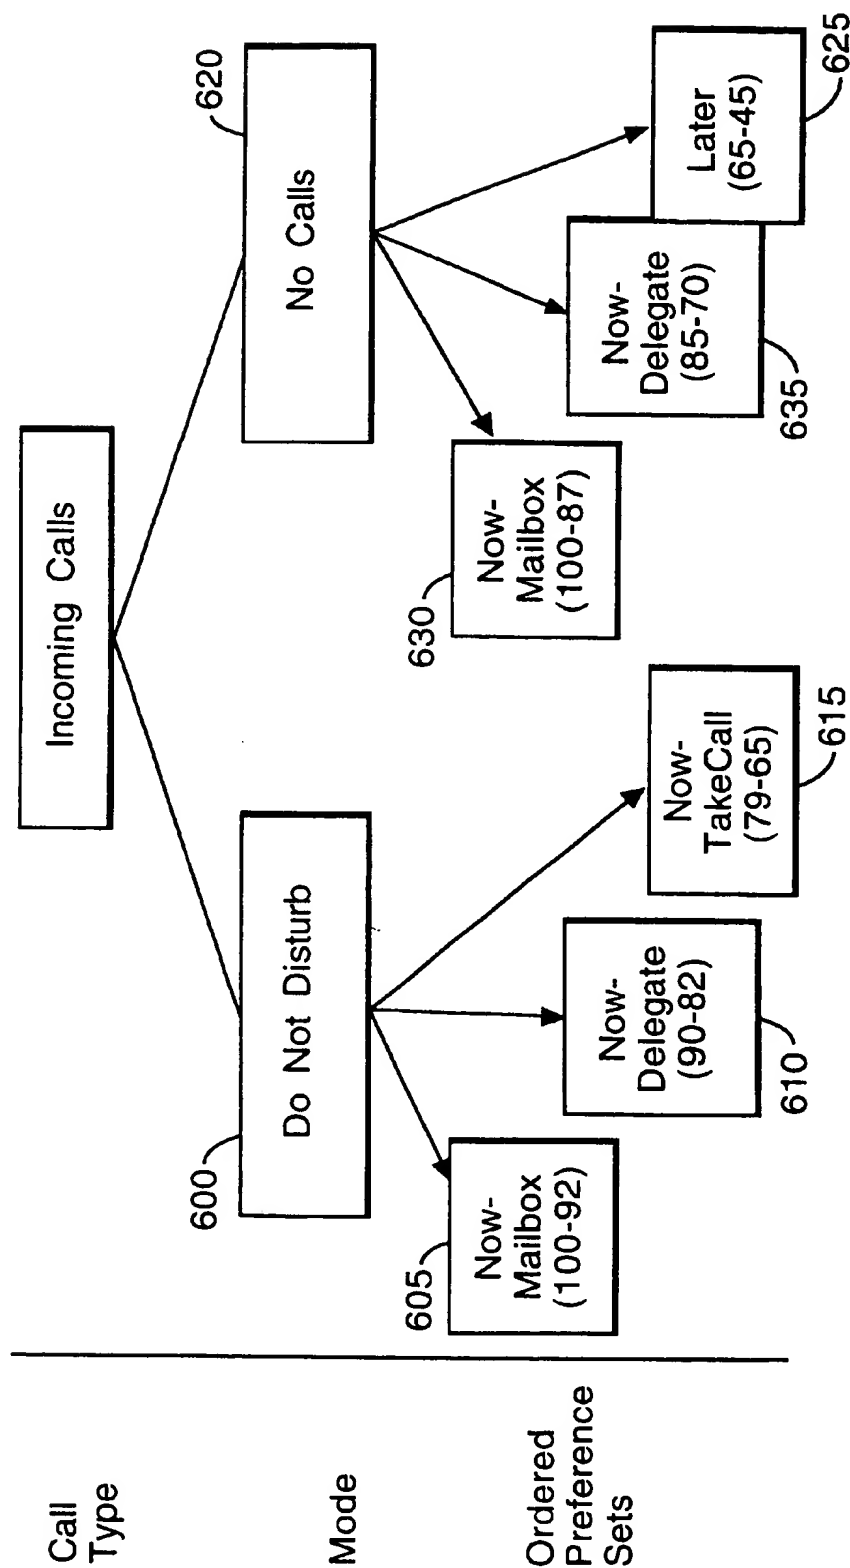 Call
Type
Incoming Calls
Mode
600
Do Not Disturb
620
No Calls
Ordered
Preference
Sets
605
Now-
Mailbox
(100-92)
Now-
Delegate
(90-82)
610
Now-
TakeCall
(79-65)
615
630
Now-
Mailbox
(100-87)
Now-
Delegate
(85-70)
635
Later
(65-45)
625